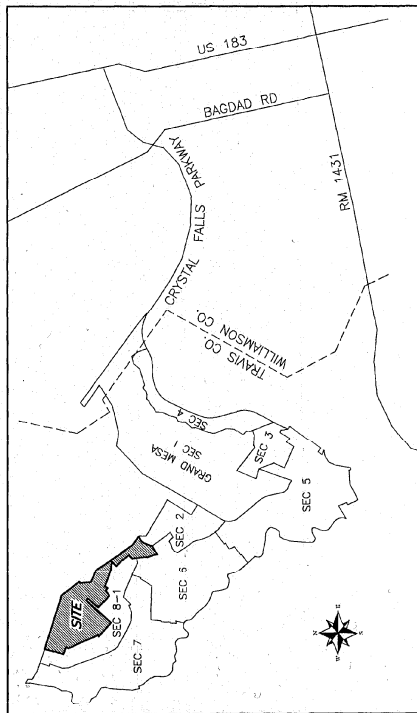 US 183
BAGDAD RD
RM 1431
CRYSTAL FALLS PARKWAY
TRAVIS CO.
WILLIAMSON CO.
SEC 4
GRAND MESA
SEC 1
SEC 3
SEC 5
SEC 2
SEC 6
SITE
SEC 8-1
SEC 7
N
E
S
W